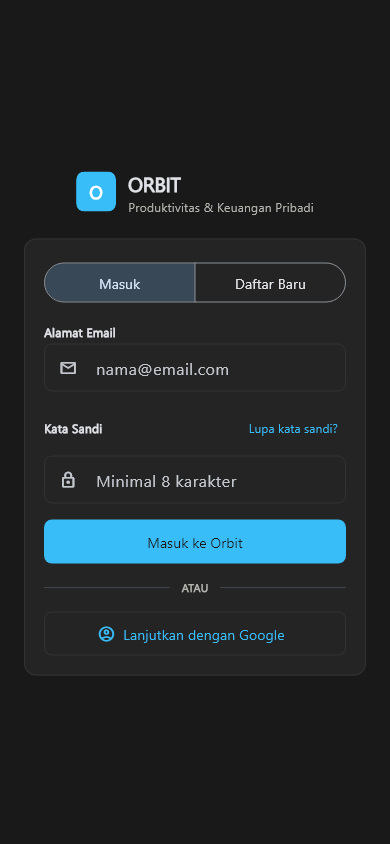 O
ORBIT
Produktivitas & Keuangan Pribadi
Masuk
Daftar Baru
Alamat Email
nama@email.com
Kata Sandi
Lupa kata sandi?
Minimal 8 karakter
Masuk ke Orbit
ATAU
Lanjutkan dengan Google